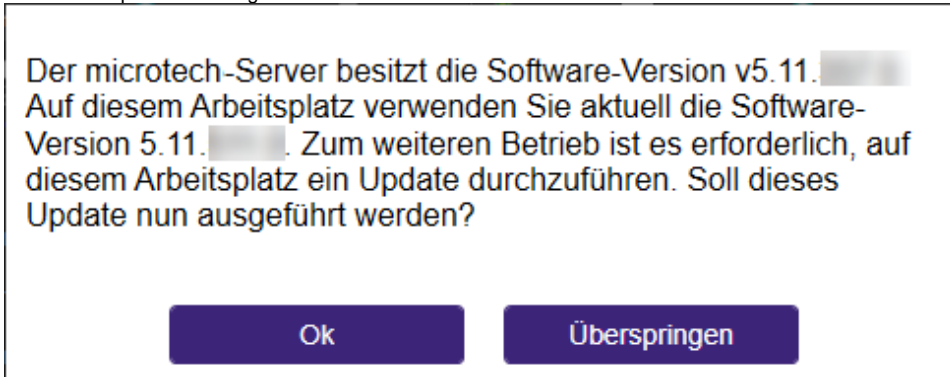 Der microtech-Server besitzt die Software-Version v5.11.
Auf diesem Arbeitsplatz verwenden Sie aktuell die Software-
Version 5.11. . Zum weiteren Betrieb ist es erforderlich, auf
diesem Arbeitsplatz ein Update durchzuführen. Soll dieses
Update nun ausgeführt werden?
Ok
Überspringen